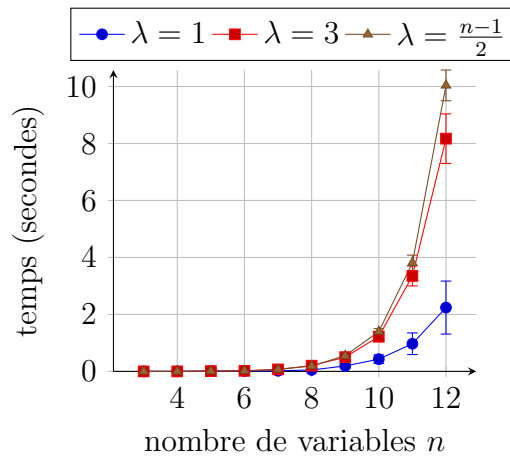 λ = 1 λ = 3 λ = \frac{n-1}{2}
10
8
6
4
2
0
temps (secondes)
4 6 8 10 12
nombre de variables n